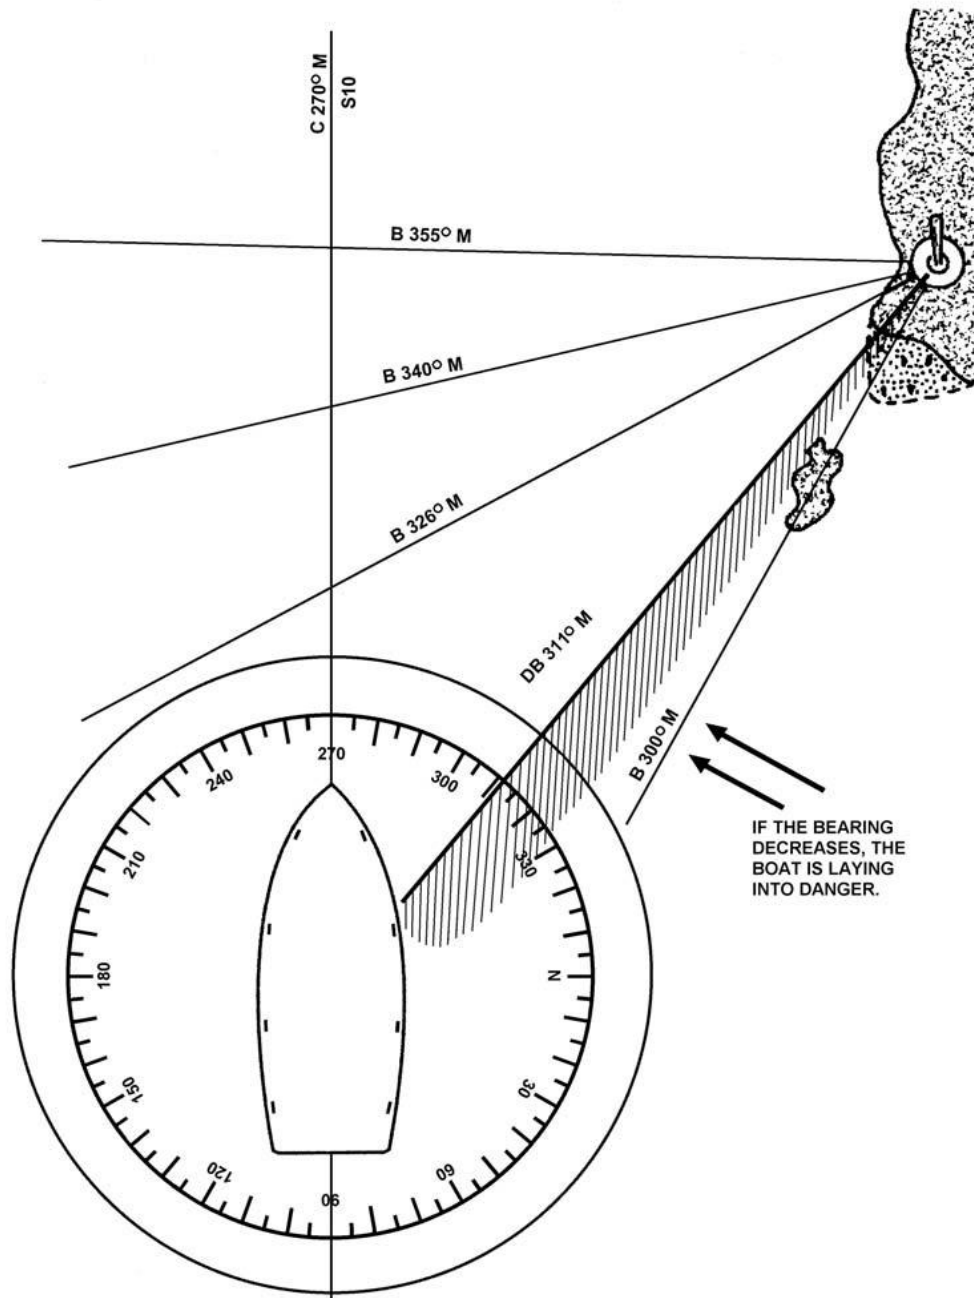 C 270° M
S10
B 355° M
B 340° M
B 326° M
DB 311° M
B 300° M
IF THE BEARING
DECREASES, THE
BOAT IS LAYING
INTO DANGER.
270
300
330
N
30
60
90
120
150
180
210
240